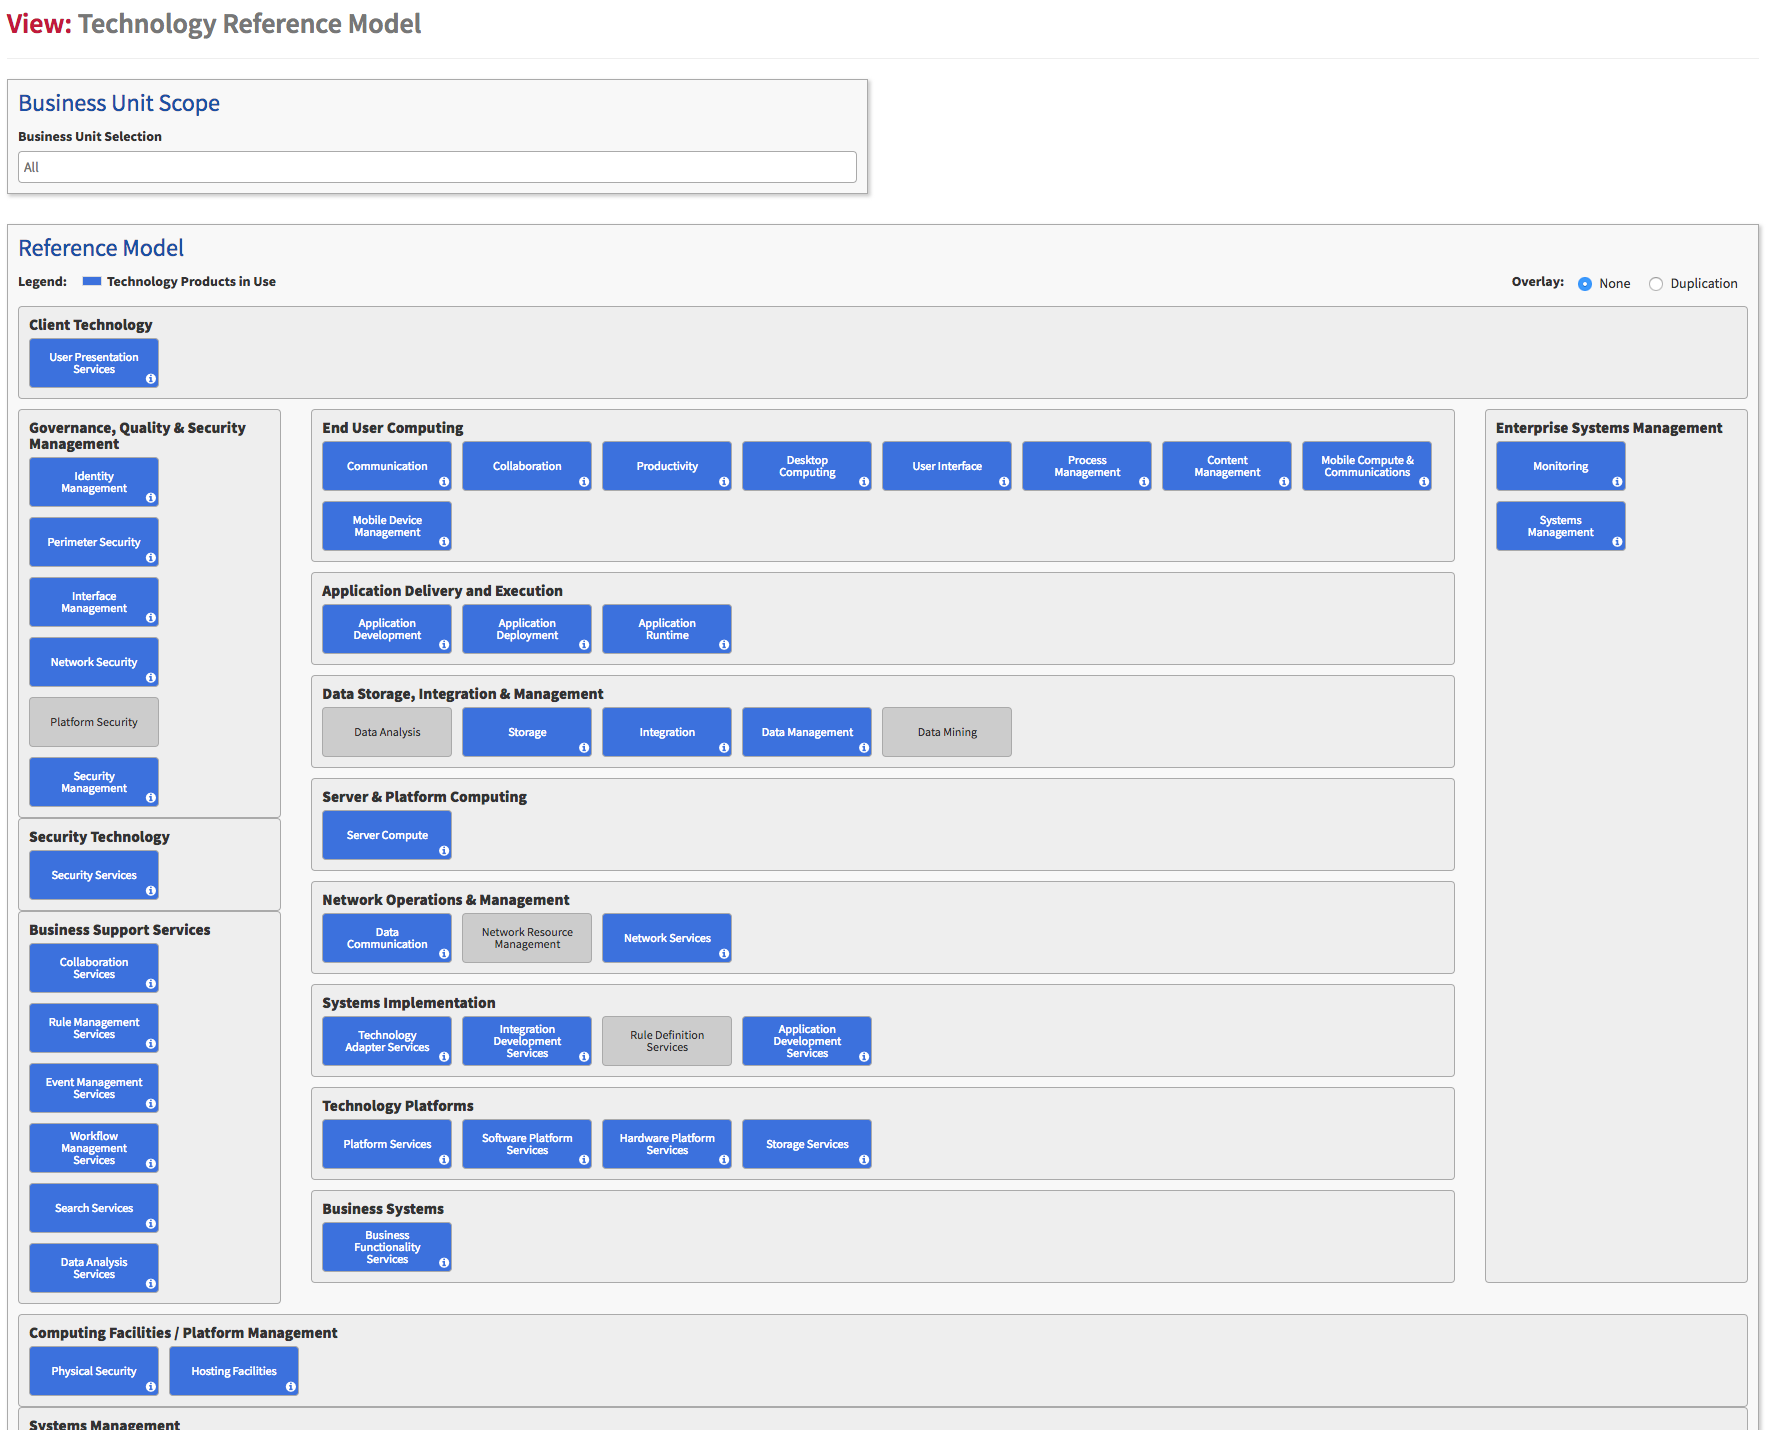 View: Technology Reference Model
Business Unit Scope
Business Unit Selection
All
Reference Model
Legend: Technology Products in Use
Overlay: None Duplication
Client Technology
User Presentation
Services
Governance, Quality & Security
Management
Identity
Management
Perimeter Security
Interface
Management
Network Security
Platform Security
Security
Management
Security Technology
Security Services
Business Support Services
Collaboration
Services
Rule Management
Services
Event Management
Services
Workflow
Management
Services
Search Services
Data Analysis
Services
End User Computing
Communication
Collaboration
Productivity
Desktop
Computing
User Interface
Process
Management
Content
Management
Mobile Compute &
Communications
Mobile Device
Management
Application Delivery and Execution
Application
Development
Application
Deployment
Application
Runtime
Data Storage, Integration & Management
Data Analysis
Storage
Integration
Data Management
Data Mining
Server & Platform Computing
Server Compute
Network Operations & Management
Data
Communication
Network Resource
Management
Network Services
Systems Implementation
Technology
Adapter Services
Integration
Development
Services
Rule Definition
Services
Application
Development
Services
Technology Platforms
Platform Services
Software Platform
Services
Hardware Platform
Services
Storage Services
Business Systems
Business
Functionality
Services
Enterprise Systems Management
Monitoring
Systems
Management
Computing Facilities / Platform Management
Physical Security
Hosting Facilities
Systems Management